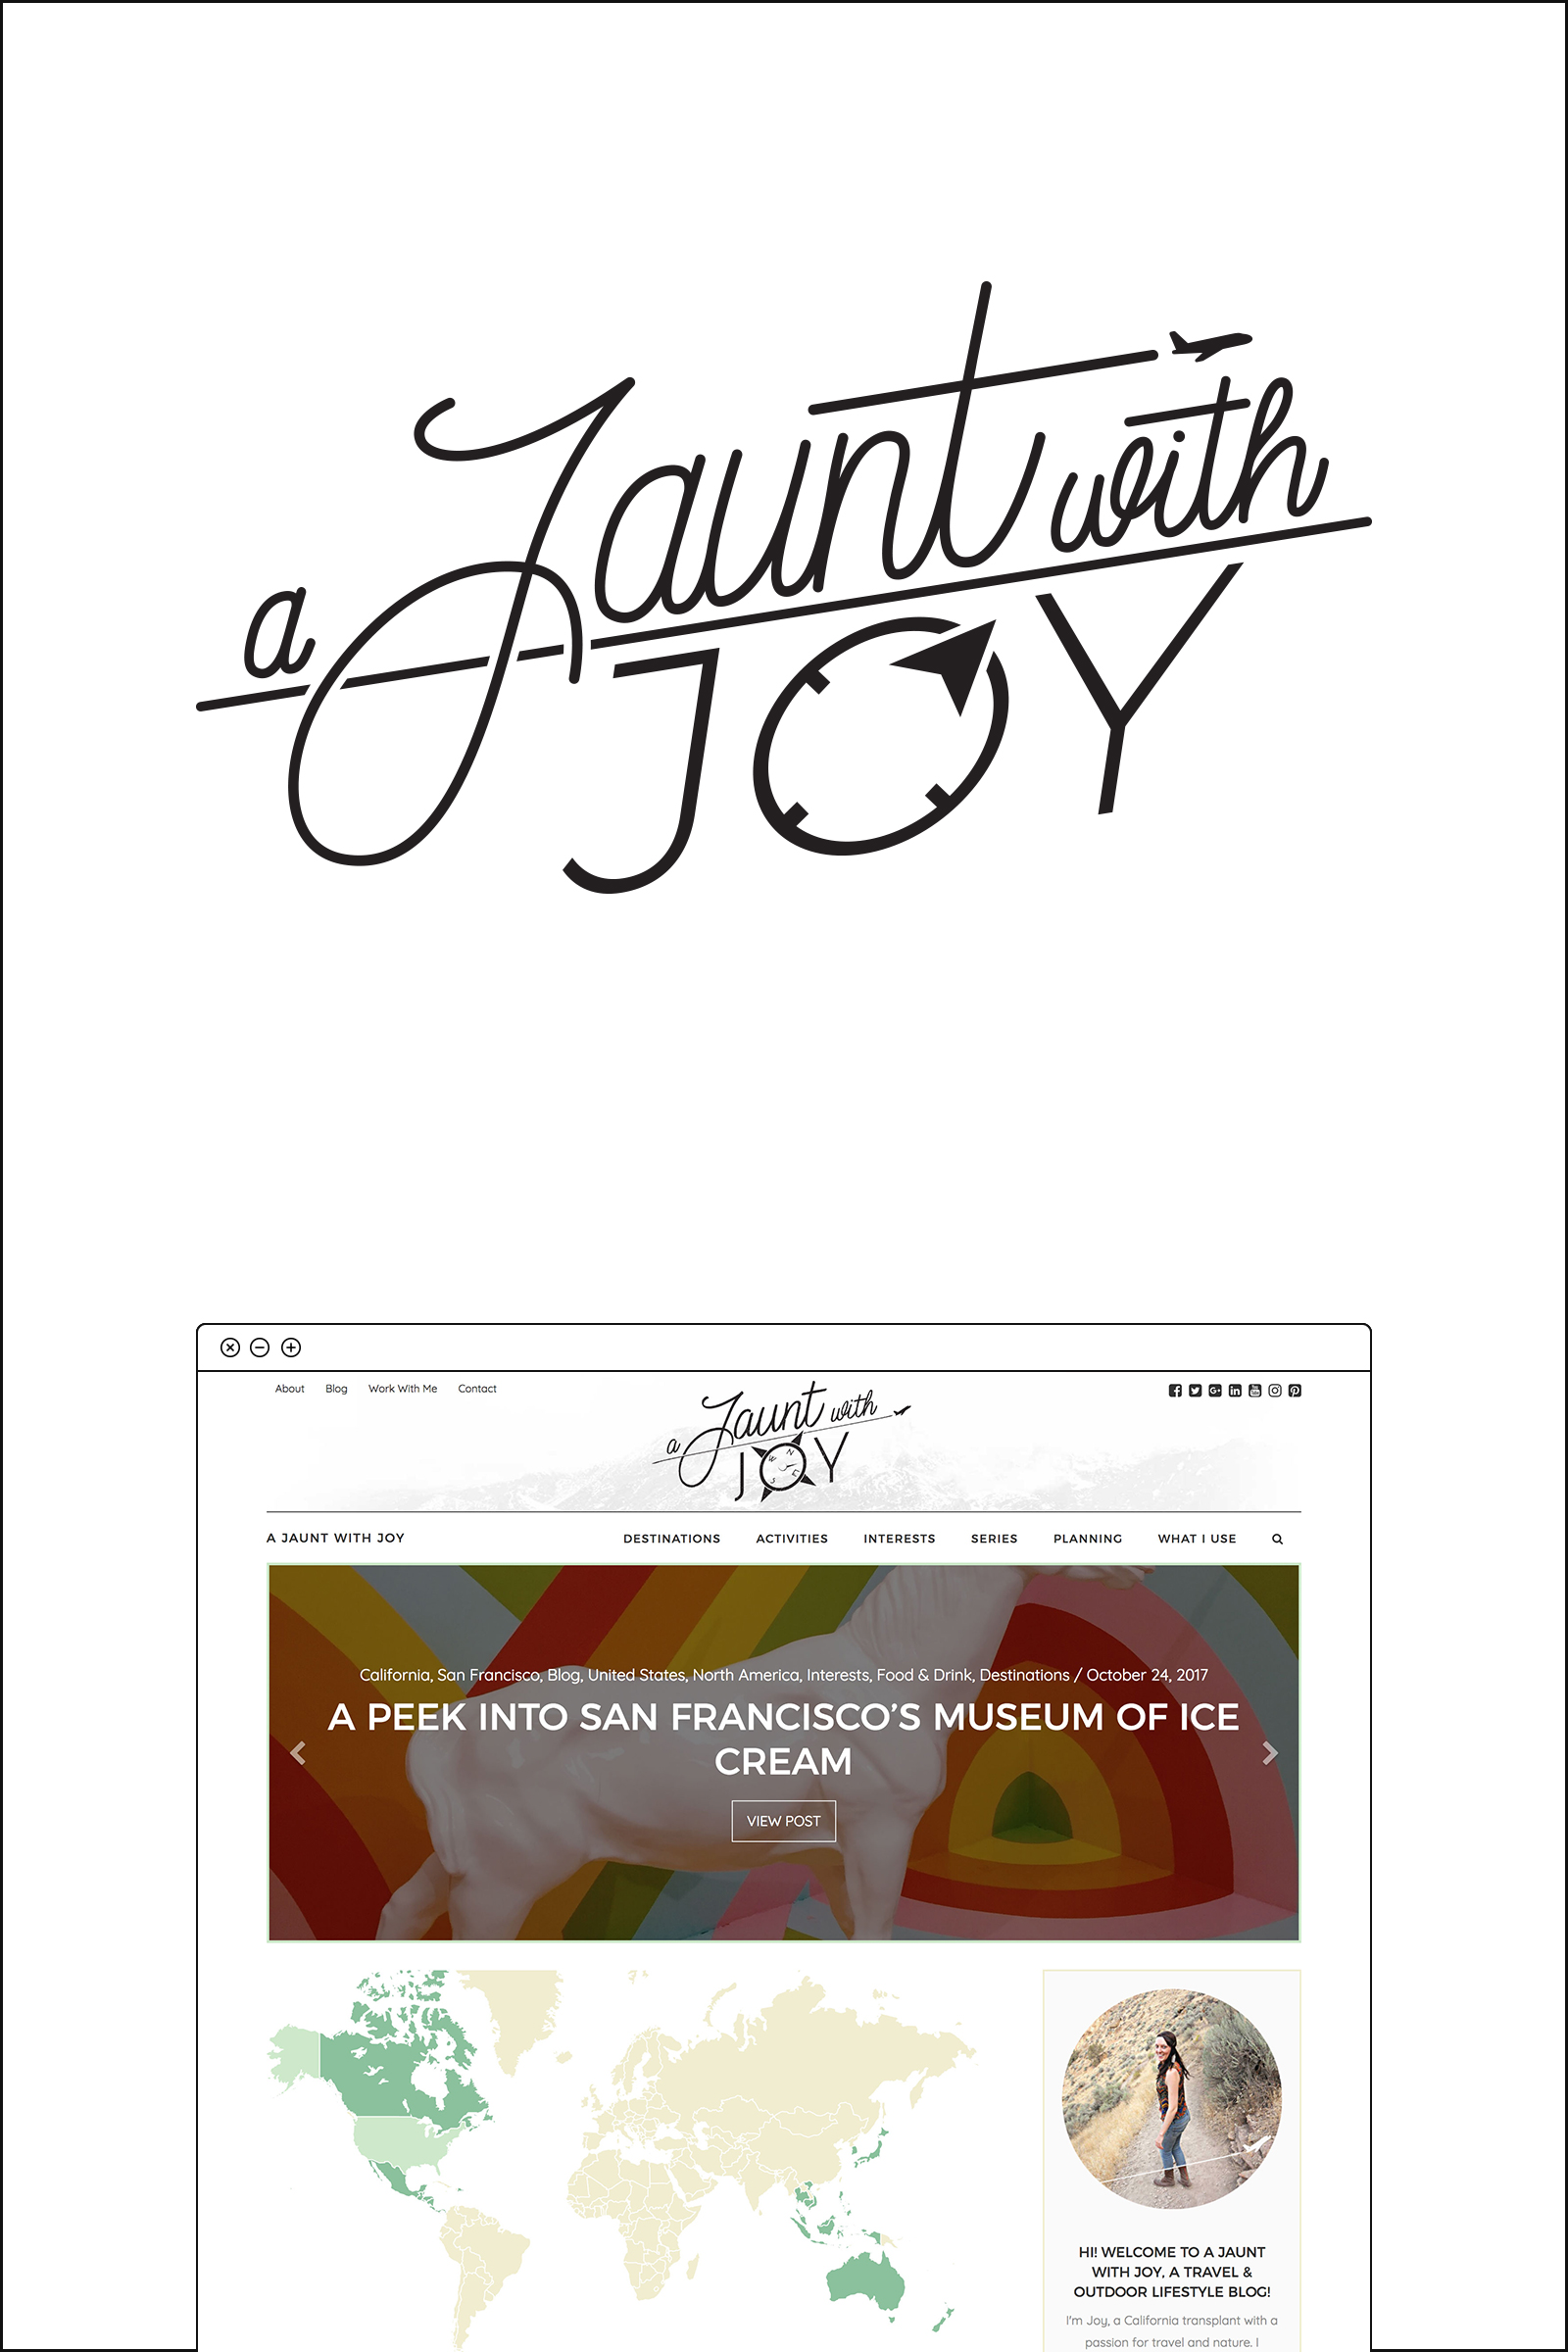 a Jaunt with
JOY
About Blog Work With Me Contact
a Jaunt with
JOY
N
W E
S
A JAUNT WITH JOY DESTINATIONS ACTIVITIES INTERESTS SERIES PLANNING WHAT I USE
California, San Francisco, Blog, United States, North America, Interests, Food & Drink, Destinations / October 24, 2017
A PEEK INTO SAN FRANCISCO’S MUSEUM OF ICE
CREAM
VIEW POST
HI! WELCOME TO A JAUNT
WITH JOY, A TRAVEL &
OUTDOOR LIFESTYLE BLOG!
I'm Joy, a California transplant with a
passion for travel and nature. I